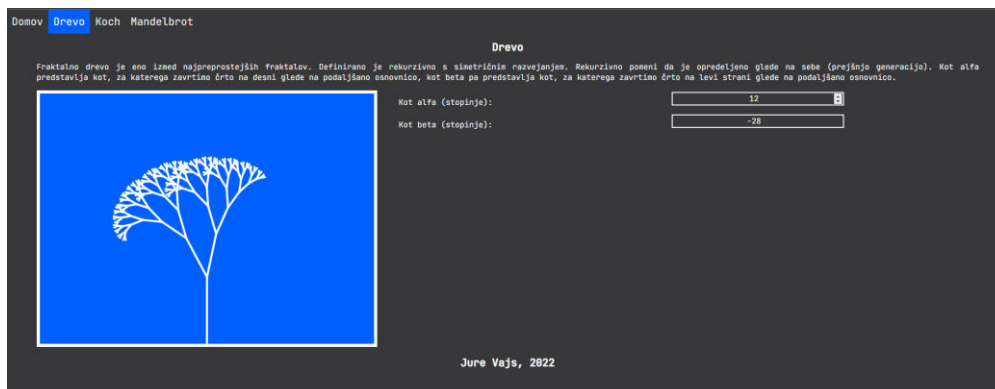 Domov Drevo Koch Mandelbrot
Drevo
Fraktalno drevo je eno izmed najpreprostejših fraktalov. Definirano je rekurzivno s simetričnim razvejanjem. Rekurzivno pomeni da je opredeljeno glede na sebe (prejšnjo generacijo). Kot alfa
predstavlja kot, za katerega zavrtimo črto na desni glede na podaljšano osnovnico, kot beta pa predstavlja kot, za katerega zavrtimo črto na levi strani glede na podaljšano osnovnico.
Kot alfa (stopinje): 12
Kot beta (stopinje): -28
Jure Vajs, 2022